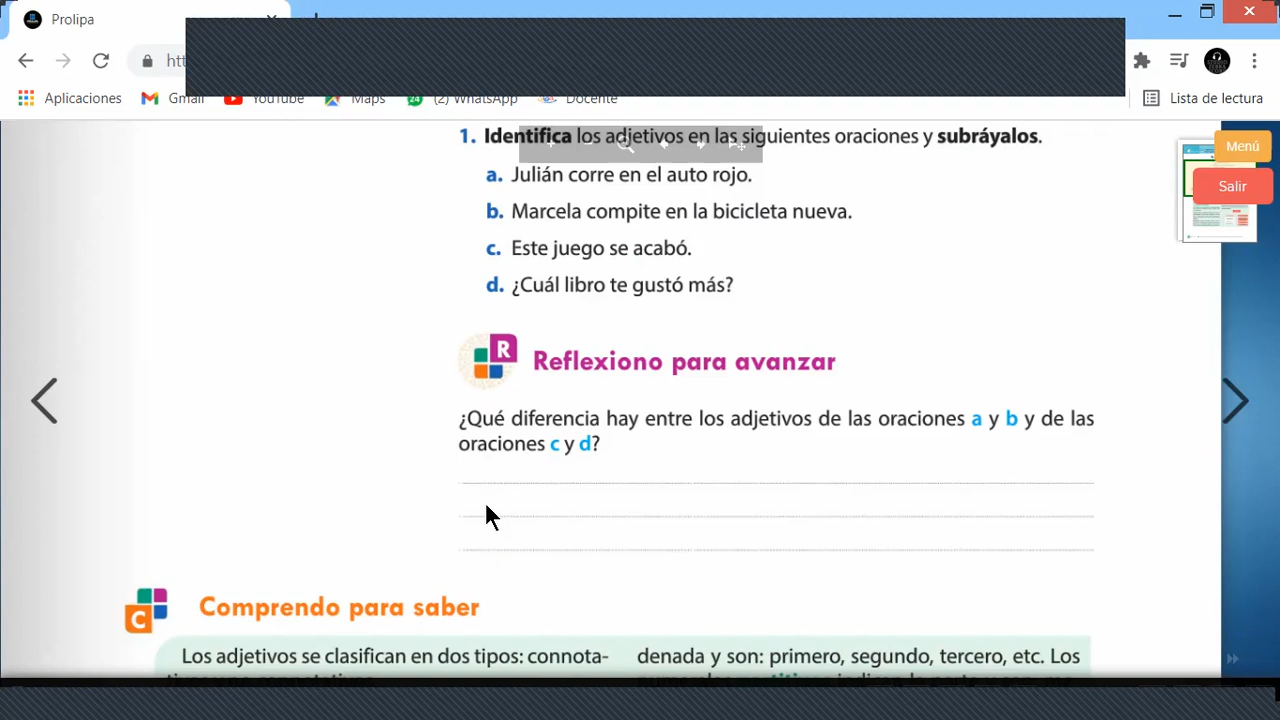 Prolipa
htt
Aplicaciones
Gmail
YouTube
Maps
(2) WhatsApp
Docente
Lista de lectura
1. Identifica los adjetivos en las siguientes oraciones y subráyalos.
Menú
a. Julián corre en el auto rojo.
Salir
b. Marcela compite en la bicicleta nueva.
c. Este juego se acabó.
d. ¿Cuál libro te gustó más?
R
Reflexiono para avanzar
¿Qué diferencia hay entre los adjetivos de las oraciones a y b y de las
oraciones c y d?
C
Comprendo para saber
Los adjetivos se clasifican en dos tipos: connota-
denada y son: primero, segundo, tercero, etc. Los